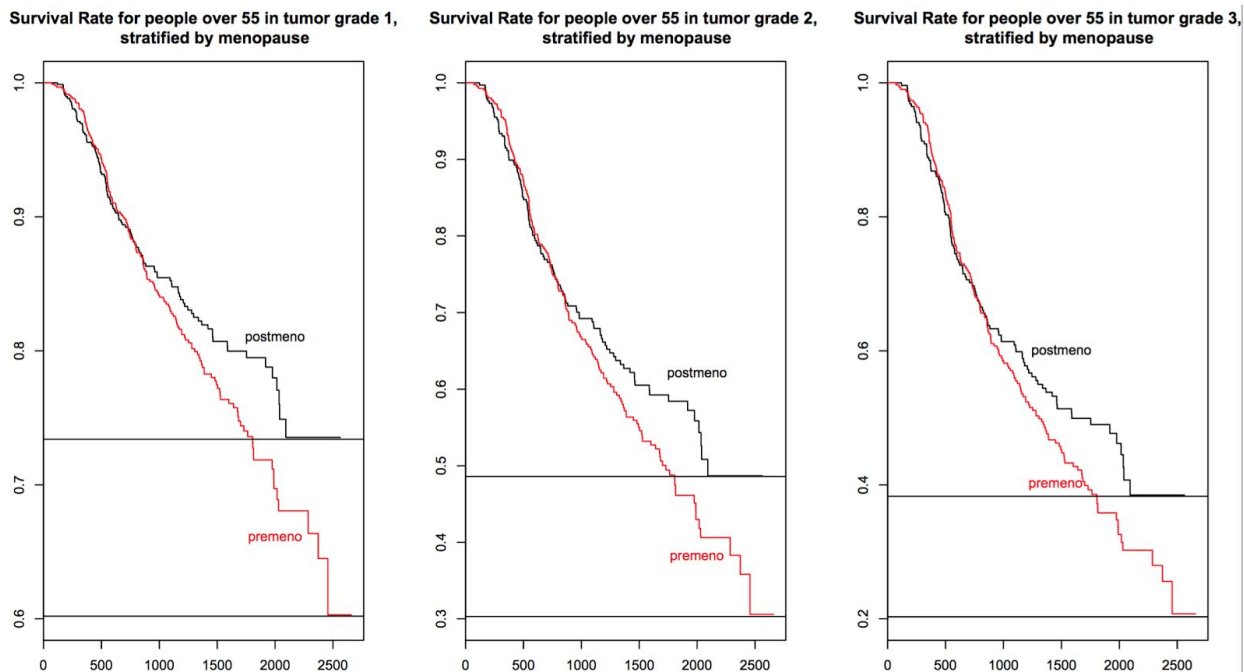 Survival Rate for people over 55 in tumor grade 1,
stratified by menopause
1.0
0.9
0.8
0.7
0.6
postmeno
premeno
0 500 1000 1500 2000 2500
Survival Rate for people over 55 in tumor grade 2,
stratified by menopause
1.0
0.9
0.8
0.7
0.6
0.5
0.4
0.3
postmeno
premeno
0 500 1000 1500 2000 2500
Survival Rate for people over 55 in tumor grade 3,
stratified by menopause
1.0
0.8
0.6
0.4
0.2
postmeno
premeno
0 500 1000 1500 2000 2500